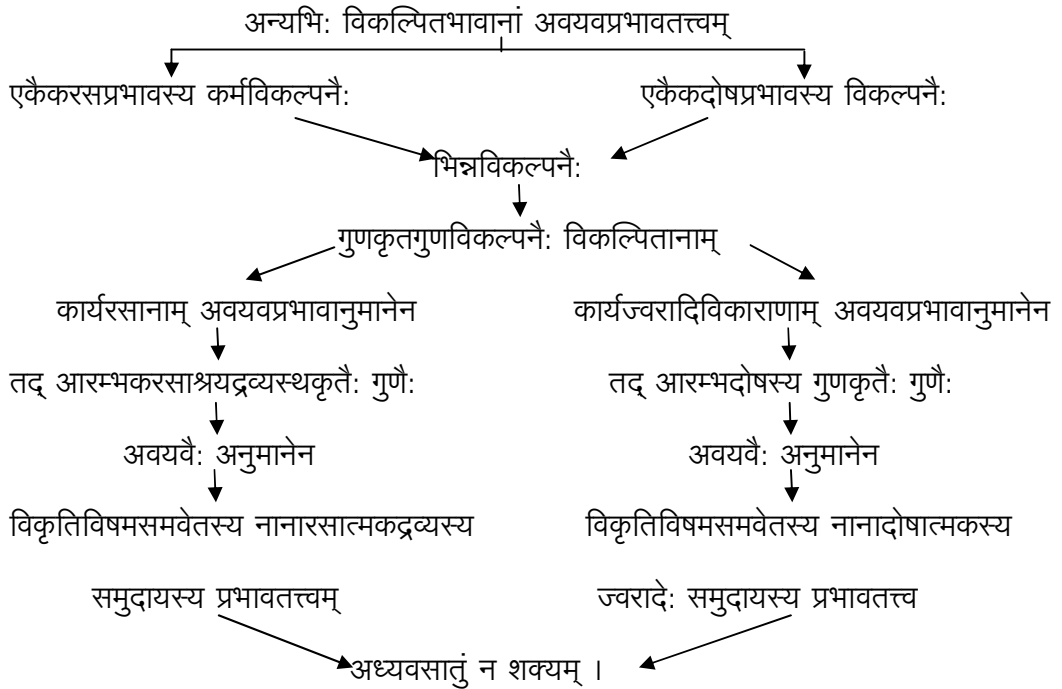 अन्यभि: विकल्पितभावानां अवयवप्रभावतत्त्वम्
एकैकरसप्रभावस्य कर्मविकल्पनै:
एकैकदोषप्रभावस्य विकल्पनै:
भिन्नविकल्पनै:
गुणकृतगुणविकल्पनै: विकल्पितानाम्
कार्यरसानाम् अवयवप्रभावानुमानेन
कार्यज्वरादिविकाराणाम् अवयवप्रभावानुमानेन
तद् आरम्भकरसाश्रयद्रव्यस्थकृतै: गुणै:
तद् आरम्भदोषस्य गुणकृतै: गुणै:
अवयवै: अनुमानेन
अवयवै: अनुमानेन
विकृतिविषमसमवेतस्य नानारसात्मकद्रव्यस्य
विकृतिविषमसमवेतस्य नानादोषात्मकस्य
समुदायस्य प्रभावतत्त्वम्
ज्वरादे: समुदायस्य प्रभावतत्त्व
अध्यवसातुं न शक्यम् ।